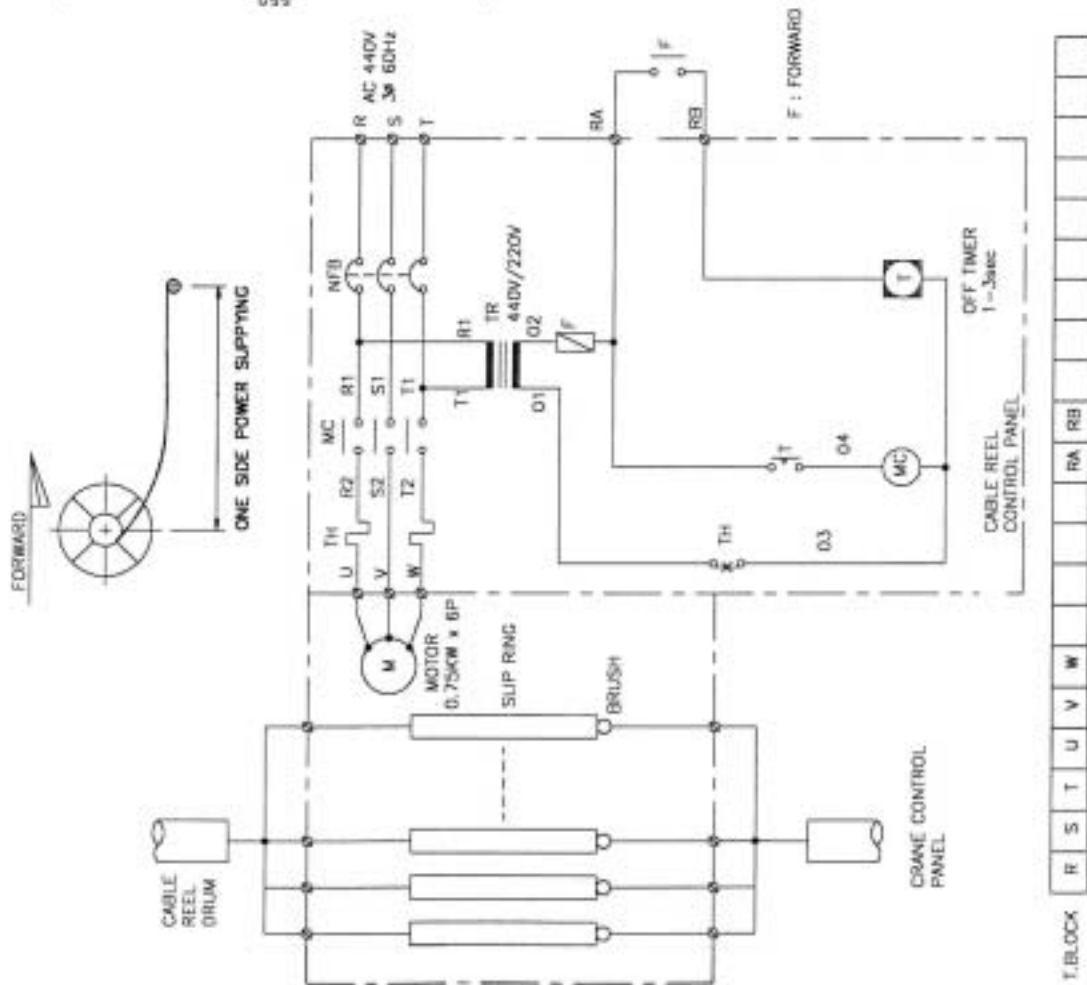 FORWARD
ONE SIDE POWER SUPPYING
R AC 440V
S 3Ø 60Hz
T
NFB
R1
S1
T1
MC
R2
S2
T2
TH
U
V
W
M
MOTOR
0.75KW x 6P
R1
T1
TR
440V/220V
O2
O1
F
RA
RB
F
F : FORWARD
T
O4
MC
TH
O3
T
OFF TIMER
1-3sec
CABLE REEL
CONTROL PANEL
SLIP RING
BRUSH
CABLE
REEL
DRUM
CRANE CONTROL
PANEL
T.BLOCK R S T U V W RA RB